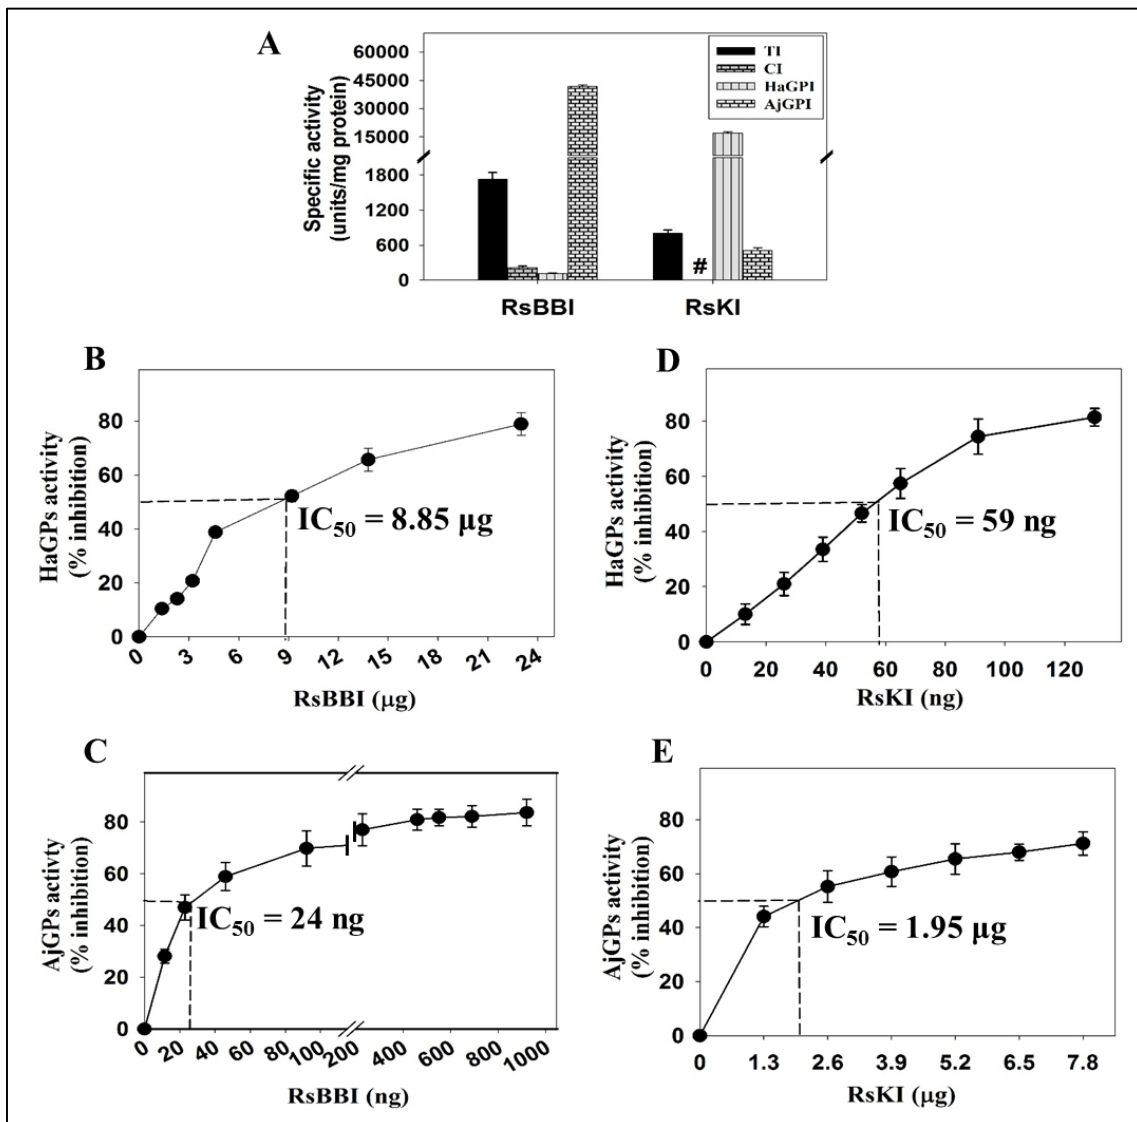 A
Specific activity
(units/mg protein)
60000
45000
30000
15000
1800
1200
600
0
TI
CI
HaGPI
AjGPI
#
RsBBI
RsKI
B
HaGPs activity
(% inhibition)
80
60
40
20
0
IC50 = 8.85 µg
0 3 6 9 12 15 18 21 24
RsBBI (µg)
D
HaGPs activity
(% inhibition)
80
60
40
20
0
IC50 = 59 ng
0 20 40 60 80 100 120
RsKI (ng)
C
AjGPs activity
(% inhibition)
80
60
40
20
0
IC50 = 24 ng
0 20 40 60 80 100 200 400 600 800 1000
RsBBI (ng)
E
AjGPs activity
(% inhibition)
80
60
40
20
0
IC50 = 1.95 µg
0 1.3 2.6 3.9 5.2 6.5 7.8
RsKI (µg)